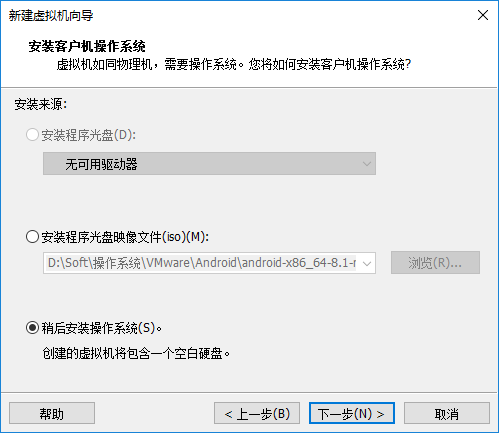 新建虚拟机向导
安装客户机操作系统
虚拟机如同物理机，需要操作系统。您将如何安装客户机操作系统?
安装来源:
安装程序光盘(D):
无可用驱动器
安装程序光盘映像文件(iso)(M):
D:\Soft\操作系统\VMware\Android\android-x86_64-8.1-r
浏览(R)...
稍后安装操作系统(S)。
创建的虚拟机将包含一个空白硬盘。
帮助
< 上一步(B)
下一步(N) >
取消